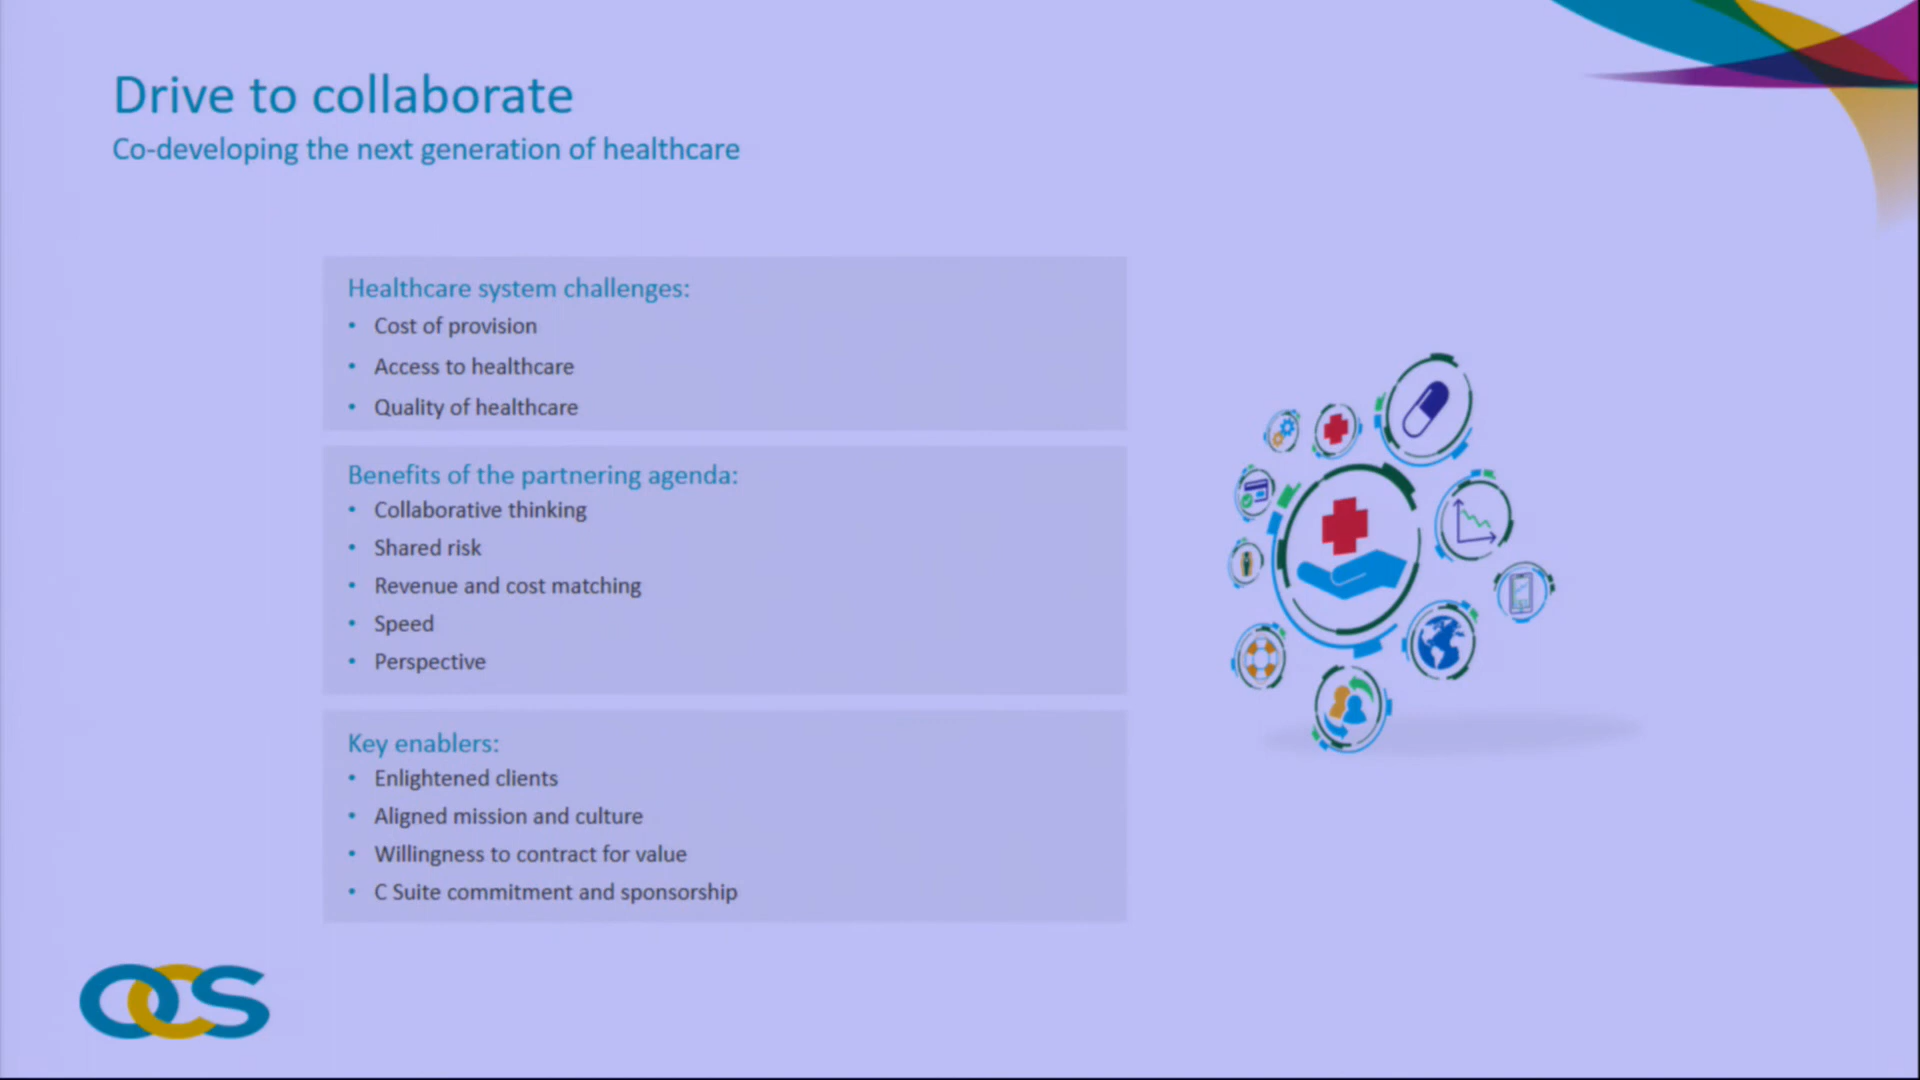 Drive to collaborate
Co-developing the next generation of healthcare
Healthcare system challenges:
• Cost of provision
• Access to healthcare
• Quality of healthcare
Benefits of the partnering agenda:
• Collaborative thinking
• Shared risk
• Revenue and cost matching
• Speed
• Perspective
Key enablers:
• Enlightened clients
• Aligned mission and culture
• Willingness to contract for value
• C Suite commitment and sponsorship
OCS